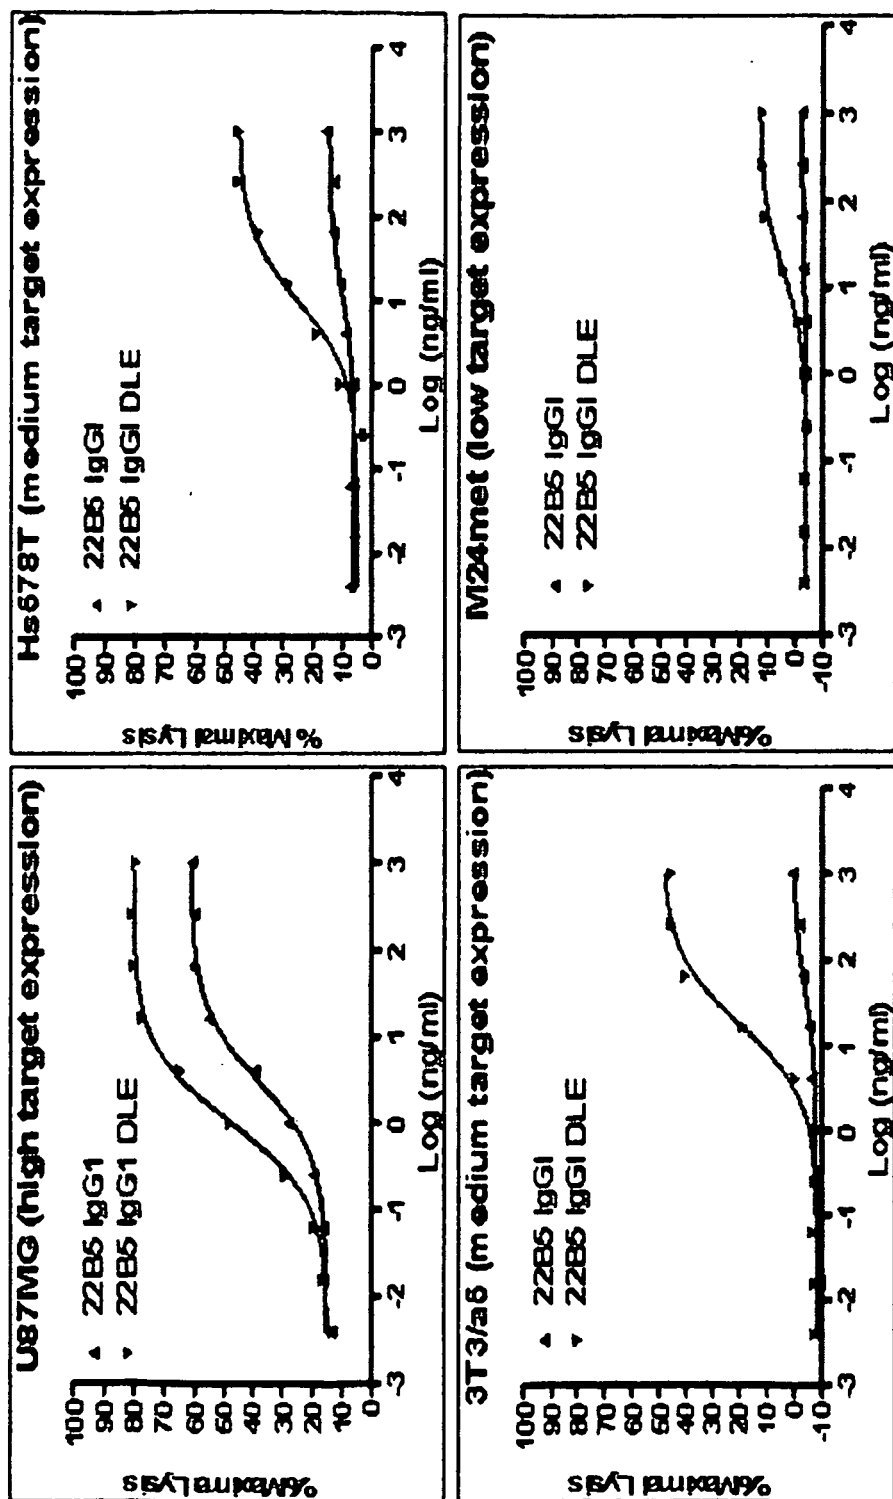 U87MG (high target expression)
22B5 IgG1
22B5 IgG1 DLE
100
90
80
70
60
50
40
30
20
10
0
%Maximal Lysis
-3 -2 -1 0 1 2 3 4
Log (ng/ml)
Hs578T (medium target expression)
22B5 IgG1
22B5 IgG1 DLE
100
90
80
70
60
50
40
30
20
10
0
% Maximal Lysis
-3 -2 -1 0 1 2 3 4
Log (ng/ml)
3T3/a5 (medium target expression)
22B5 IgG1
22B5 IgG1 DLE
100
90
80
70
60
50
40
30
20
10
0
-10
%Maximal Lysis
-3 -2 -1 0 1 2 3 4
Log (ng/ml)
M24met (low target expression)
22B5 IgG1
22B5 IgG1 DLE
100
90
80
70
60
50
40
30
20
10
0
-10
%Maximal Lysis
-3 -2 -1 0 1 2 3 4
Log (ng/ml)